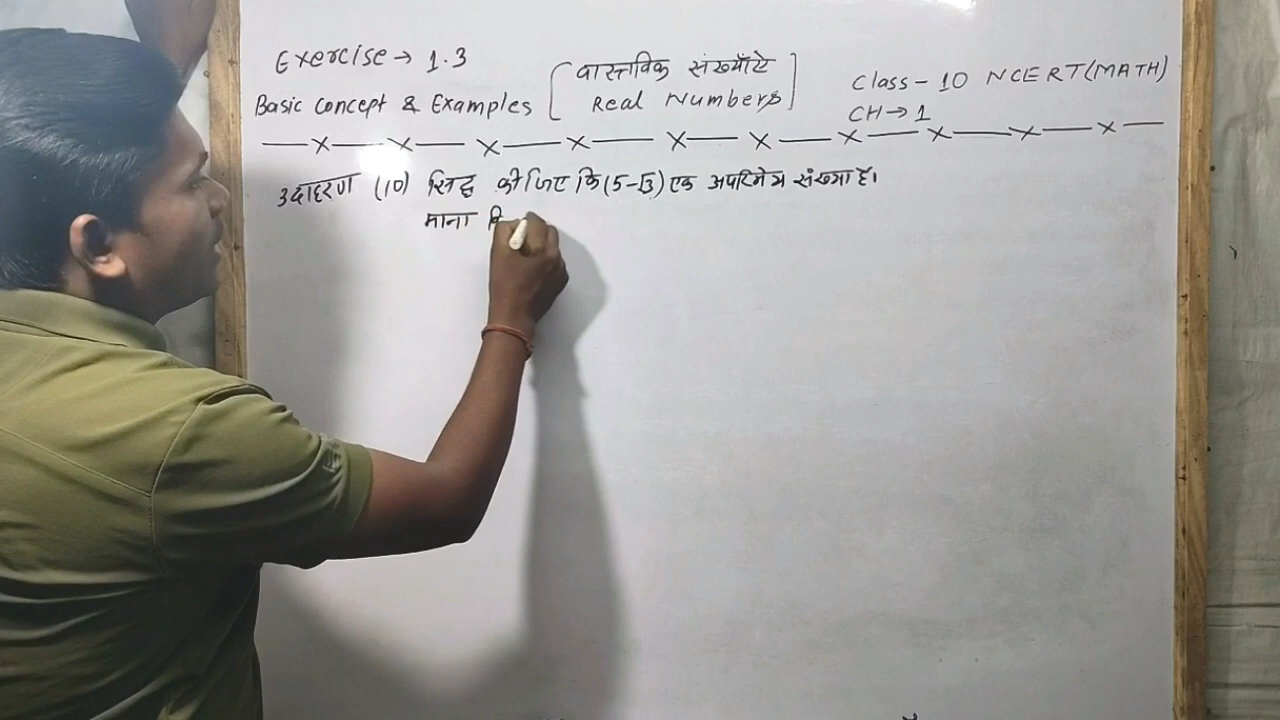 Exercise → 1.3
Basic Concept & Examples
[वास्तविक संख्याँऐ
Real Numbers]
Class - 10 NCERT(MATH)
CH → 1
—x—x—x—x—x—x—x—x—x—x—
उदाहरण (10) सिद्ध कीजिए कि (5-√3) एक अपरिमेय संख्या है।
माना कि